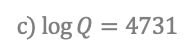 c) log Q = 4731